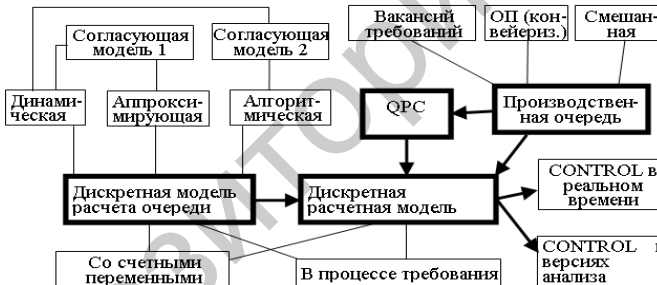 Вакансий
требований
ОП (кон-
вейериз.)
Смешан-
ная
Согласующая
модель 1
Согласующая
модель 2
Динами-
ческая
Аппрокси-
мирующая
Алгорит-
мическая
QPC
Производствен-
ная очередь
Дискретная модель
расчета очереди
Дискретная
расчетная модель
CONTROL в
реальном
времени
Со счетными
переменными
В процессе требования
CONTROL
версиях
анализа